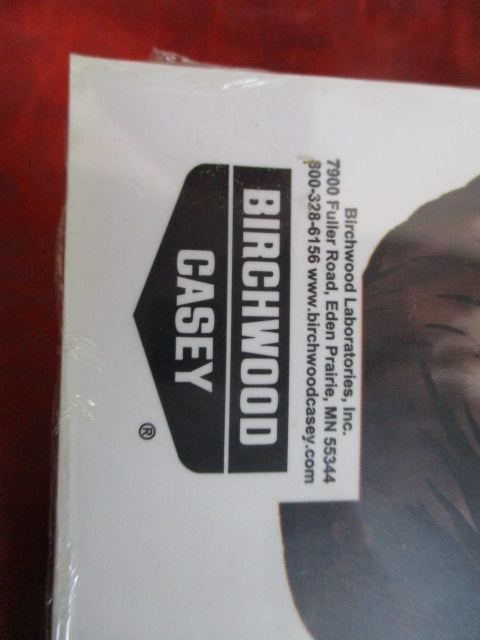 Birchwood Laboratories, Inc.
7900 Fuller Road, Eden Prairie, MN 55344
800-328-6156 www.birchwoodcasey.com
BIRCHWOOD
CASEY
®